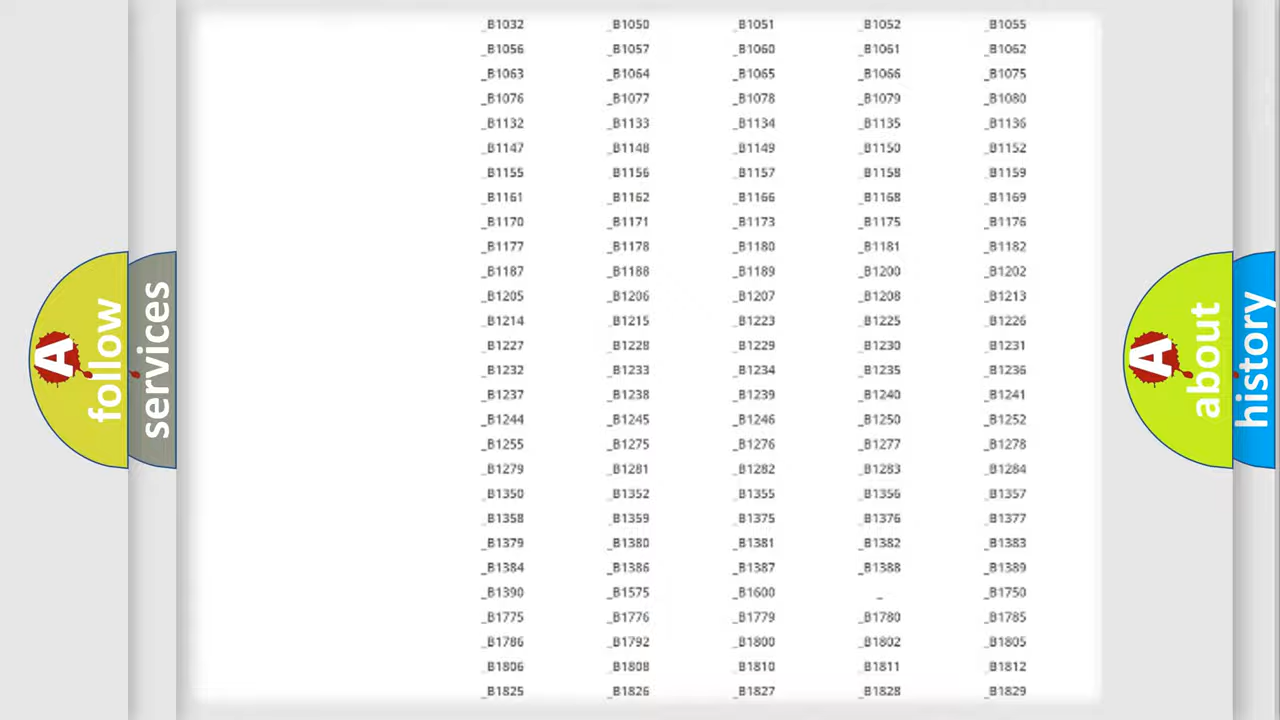 _B1032 _B1050 _B1051 _B1052 _B1055
_B1056 _B1057 _B1060 _B1061 _B1062
_B1063 _B1064 _B1065 _B1066 _B1075
_B1076 _B1077 _B1078 _B1079 _B1080
_B1132 _B1133 _B1134 _B1135 _B1136
_B1147 _B1148 _B1149 _B1150 _B1152
_B1155 _B1156 _B1157 _B1158 _B1159
_B1161 _B1162 _B1166 _B1168 _B1169
_B1170 _B1171 _B1173 _B1175 _B1176
_B1177 _B1178 _B1180 _B1181 _B1182
_B1187 _B1188 _B1189 _B1200 _B1202
_B1205 _B1206 _B1207 _B1208 _B1213
_B1214 _B1215 _B1223 _B1225 _B1226
_B1227 _B1228 _B1229 _B1230 _B1231
_B1232 _B1233 _B1234 _B1235 _B1236
_B1237 _B1238 _B1239 _B1240 _B1241
_B1244 _B1245 _B1246 _B1250 _B1252
_B1255 _B1275 _B1276 _B1277 _B1278
_B1279 _B1281 _B1282 _B1283 _B1284
_B1350 _B1352 _B1355 _B1356 _B1357
_B1358 _B1359 _B1375 _B1376 _B1377
_B1379 _B1380 _B1381 _B1382 _B1383
_B1384 _B1386 _B1387 _B1388 _B1389
_B1390 _B1575 _B1600 _ _B1750
_B1775 _B1776 _B1779 _B1780 _B1785
_B1786 _B1792 _B1800 _B1802 _B1805
_B1806 _B1808 _B1810 _B1811 _B1812
_B1825 _B1826 _B1827 _B1828 _B1829
A
follow
services
A
about
history